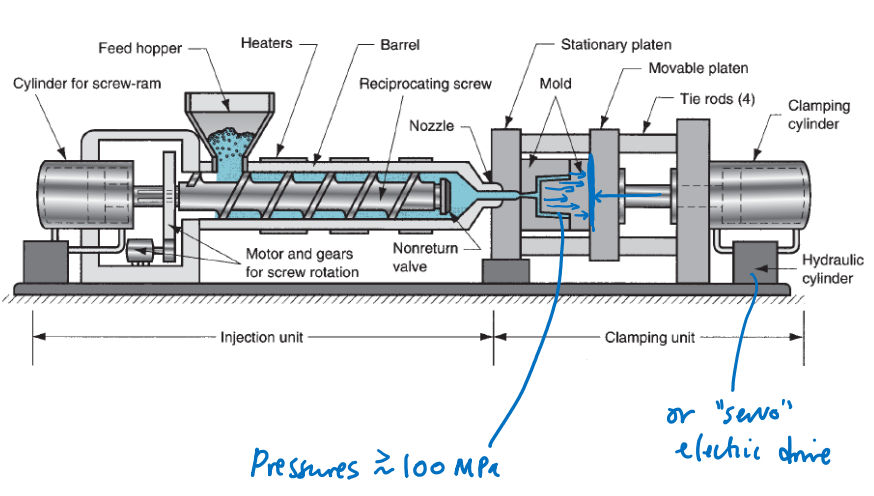 Feed hopper
Heaters
Barrel
Stationary platen
Movable platen
Cylinder for screw-ram
Reciprocating screw
Mold
Tie rods (4)
Clamping
cylinder
Nozzle
Motor and gears
for screw rotation
Nonreturn
valve
Hydraulic
cylinder
Injection unit
Clamping unit
or "servo"
electric drive
Pressures ≳ 100 MPa